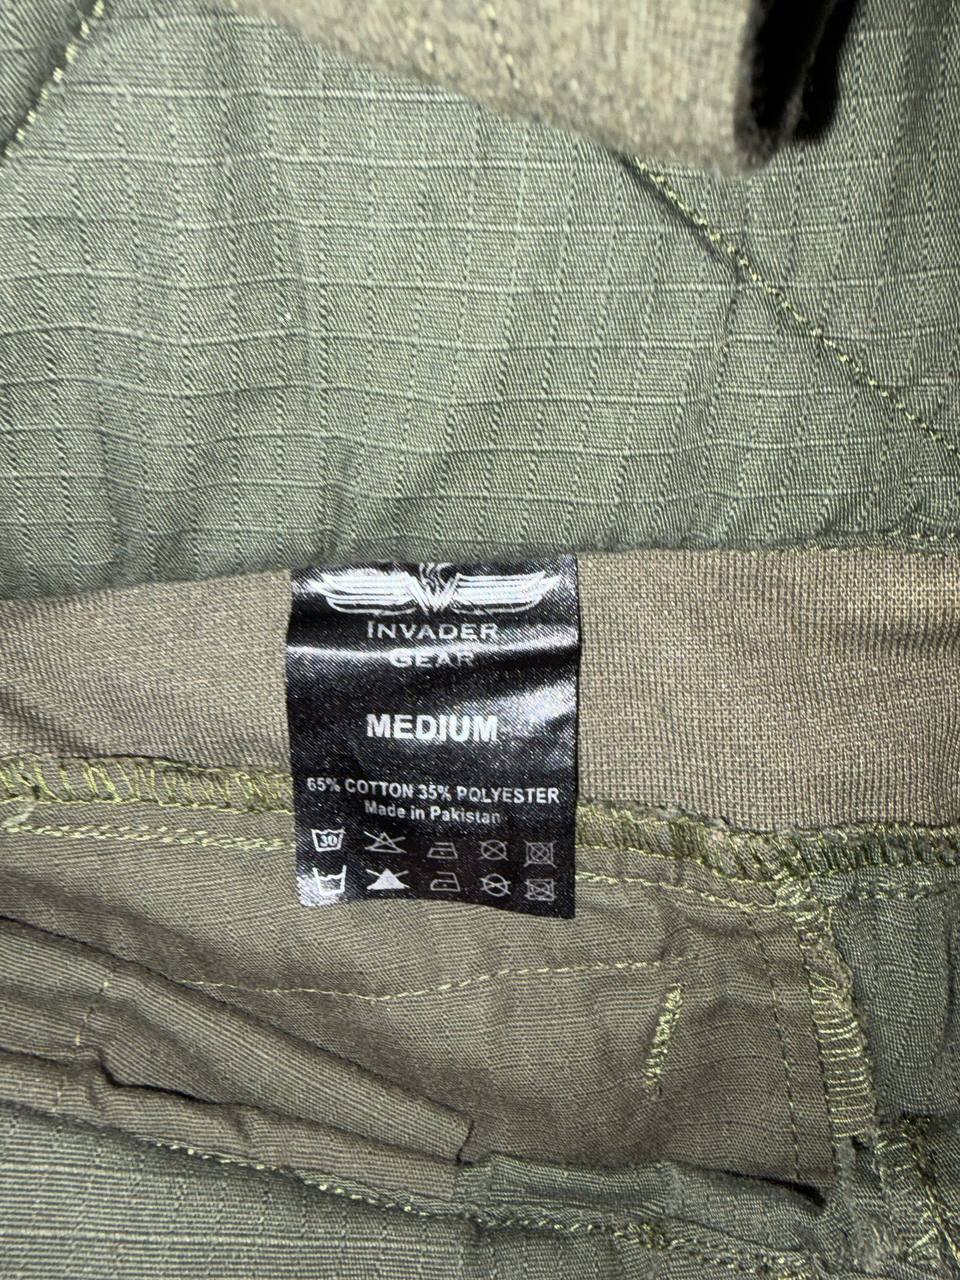 INVADER
GEAR
MEDIUM
65% COTTON 35% POLYESTER
Made in Pakistan
30